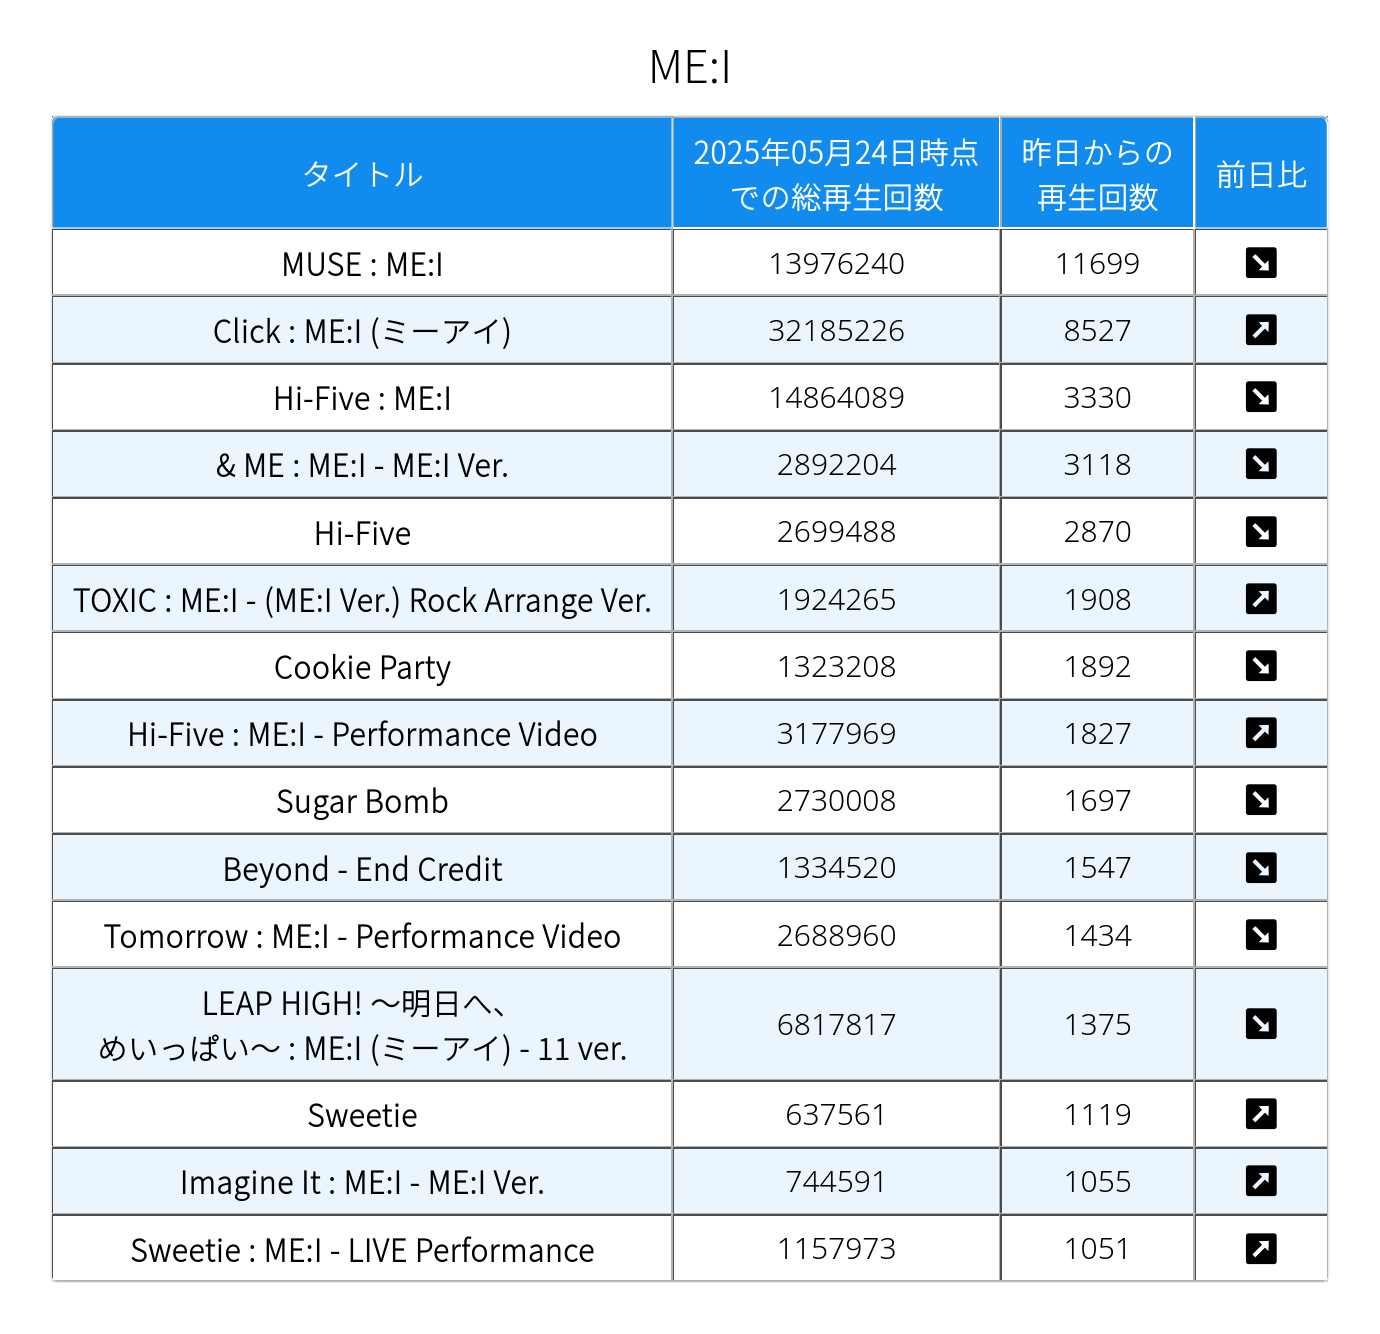 ME:I
タイトル 2025年05月24日時点での総再生回数 昨日からの再生回数 前日比
MUSE : ME:I 13976240 11699 ↘
Click : ME:I (ミーアイ) 32185226 8527 ↗
Hi-Five : ME:I 14864089 3330 ↘
& ME : ME:I - ME:I Ver. 2892204 3118 ↘
Hi-Five 2699488 2870 ↘
TOXIC : ME:I - (ME:I Ver.) Rock Arrange Ver. 1924265 1908 ↗
Cookie Party 1323208 1892 ↘
Hi-Five : ME:I - Performance Video 3177969 1827 ↗
Sugar Bomb 2730008 1697 ↘
Beyond - End Credit 1334520 1547 ↘
Tomorrow : ME:I - Performance Video 2688960 1434 ↘
LEAP HIGH! 〜明日へ、
めいっぱい〜 : ME:I (ミーアイ) - 11 ver. 6817817 1375 ↘
Sweetie 637561 1119 ↗
Imagine It : ME:I - ME:I Ver. 744591 1055 ↗
Sweetie : ME:I - LIVE Performance 1157973 1051 ↗